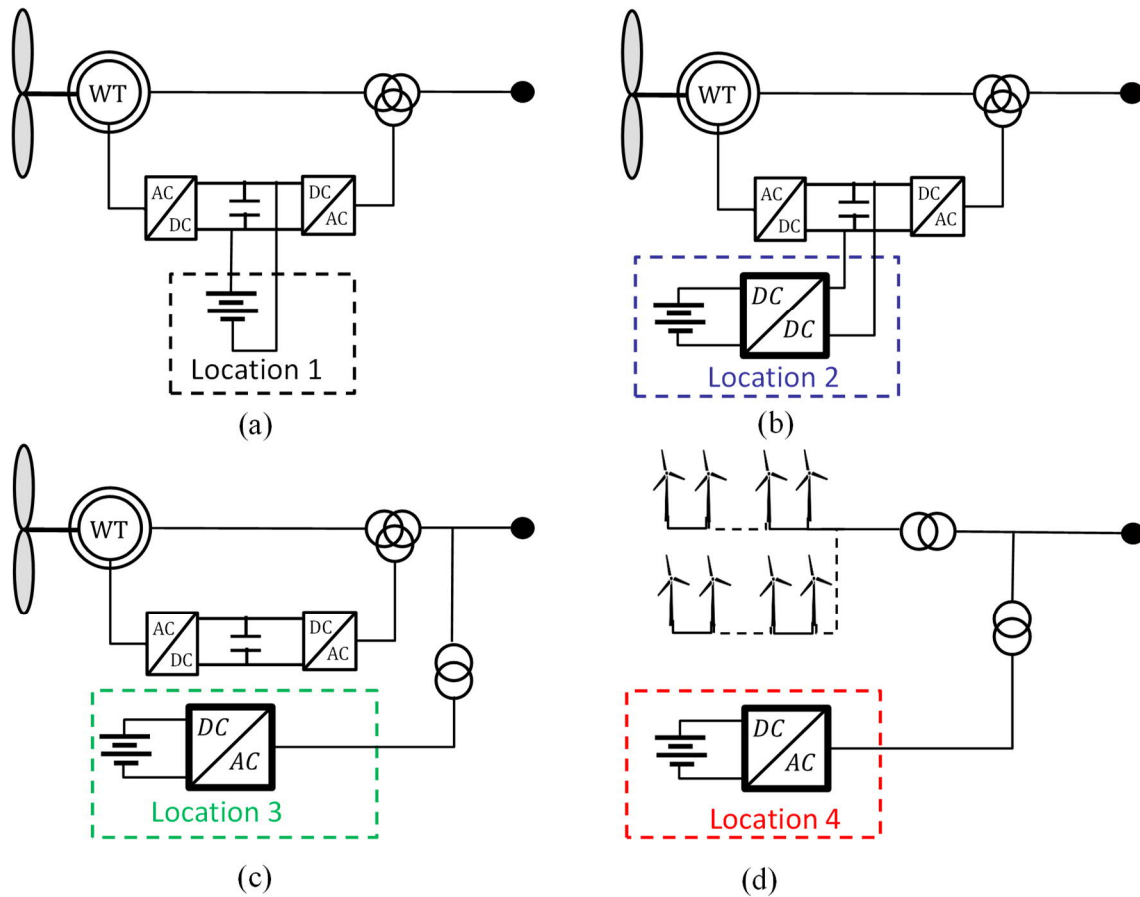 WT
AC
DC
DC
AC
Location 1
(a)
WT
AC
DC
DC
AC
DC
DC
Location 2
(b)
WT
AC
DC
DC
AC
DC
AC
Location 3
(c)
DC
AC
Location 4
(d)